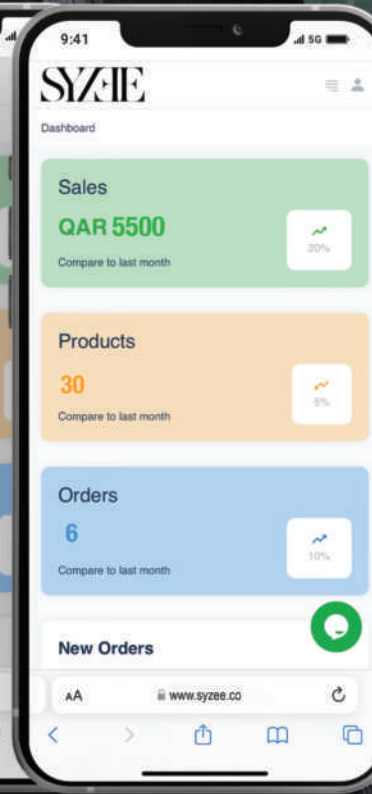 9:41
5G
SYZEE
Dashboard
Sales
QAR 5500
20%
Compare to last month
Products
30
5%
Compare to last month
Orders
6
10%
Compare to last month
New Orders
AA
www.syzee.co